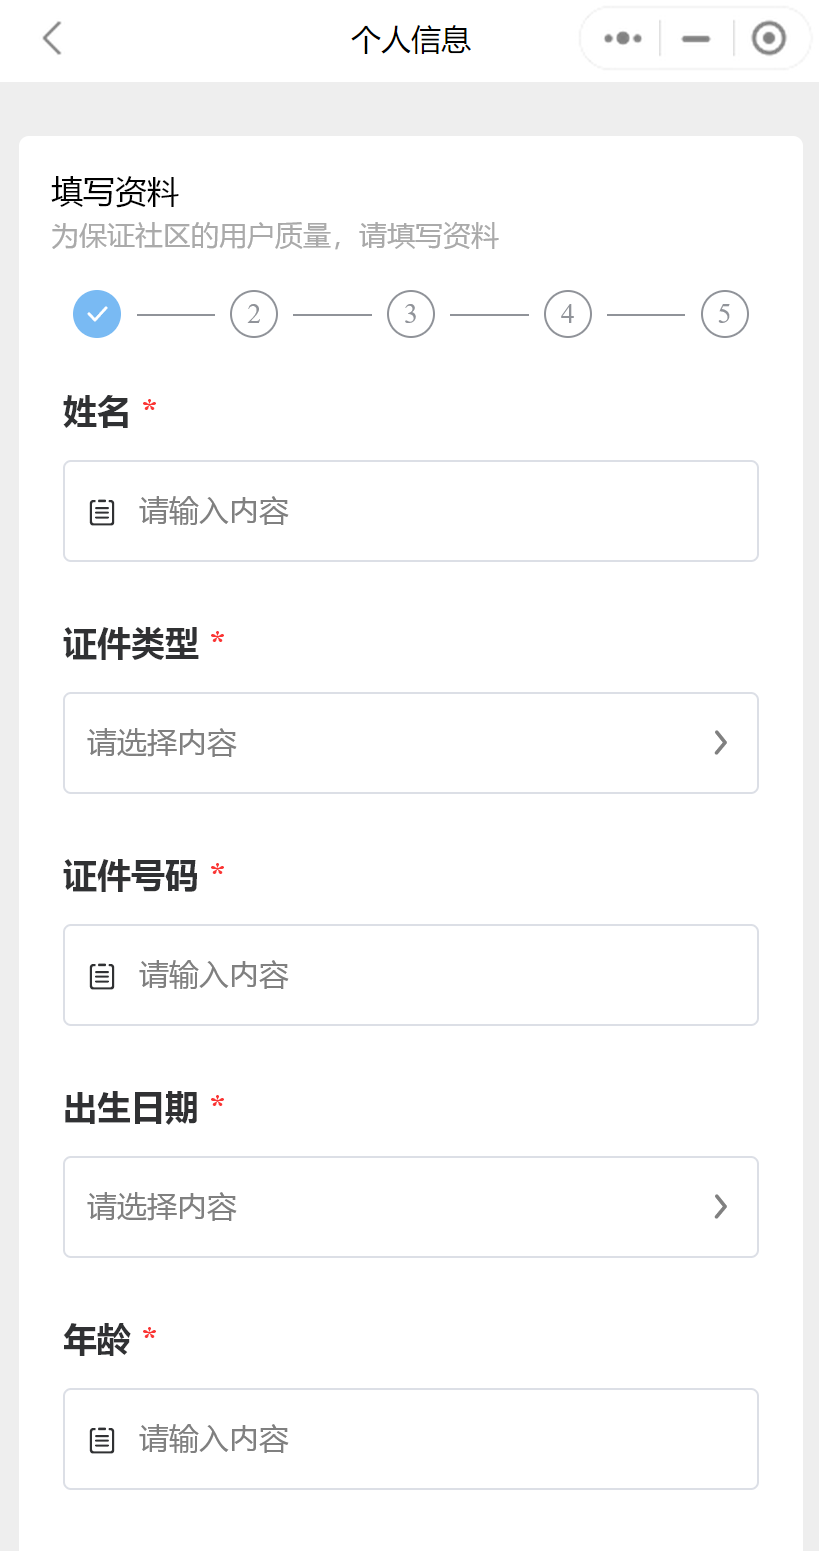 个人信息
填写资料
为保证社区的用户质量，请填写资料
2 3 4 5
姓名 *
请输入内容
证件类型 *
请选择内容
证件号码 *
请输入内容
出生日期 *
请选择内容
年龄 *
请输入内容